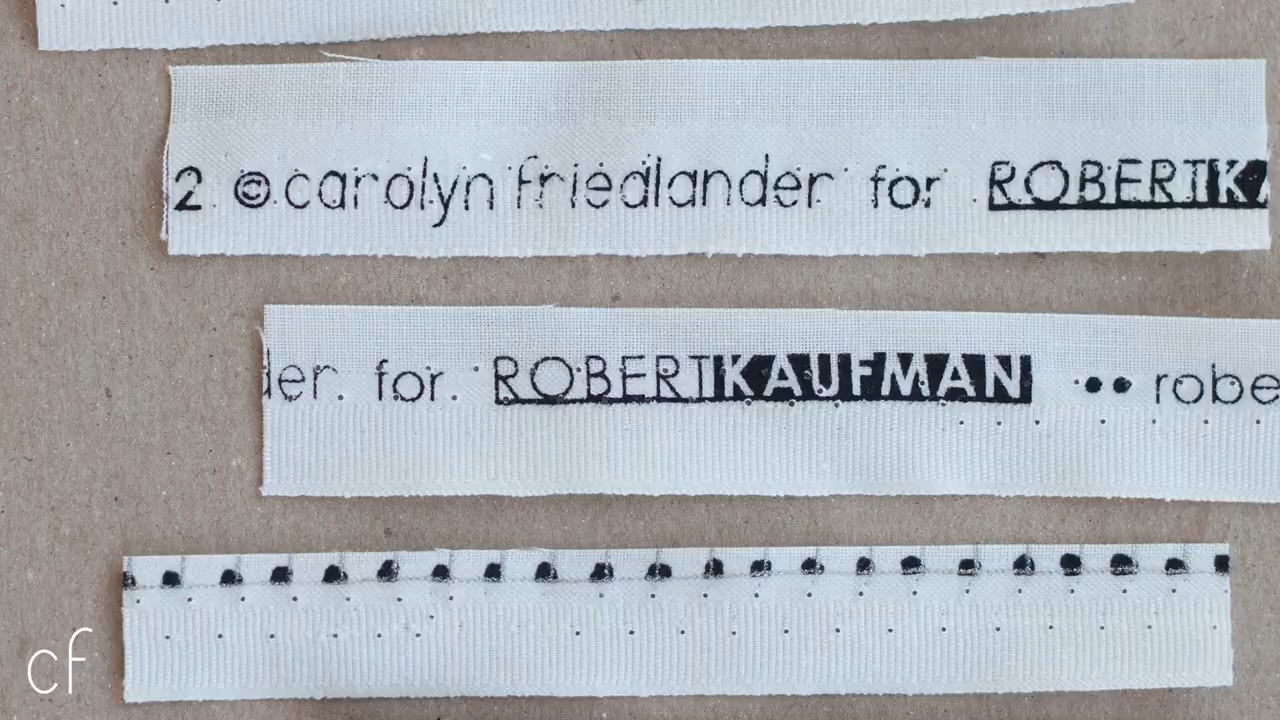 2 ©carolyn friedlander for ROBERTK
der for ROBERTKAUFMAN •• robe
cf